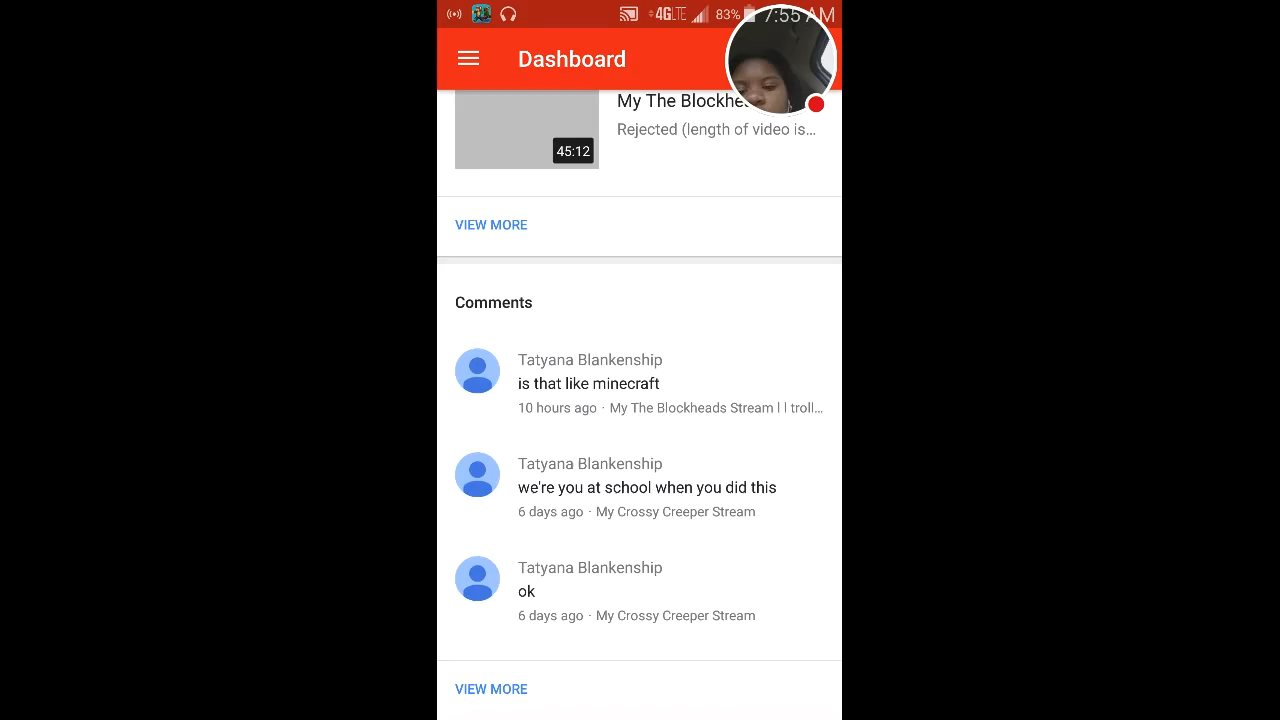 4GLTE 83% 7:55 AM
Dashboard
My The Blockhe
Rejected (length of video is...
45:12
VIEW MORE
Comments
Tatyana Blankenship
is that like minecraft
10 hours ago · My The Blockheads Stream l l troll...
Tatyana Blankenship
we're you at school when you did this
6 days ago · My Crossy Creeper Stream
Tatyana Blankenship
ok
6 days ago · My Crossy Creeper Stream
VIEW MORE